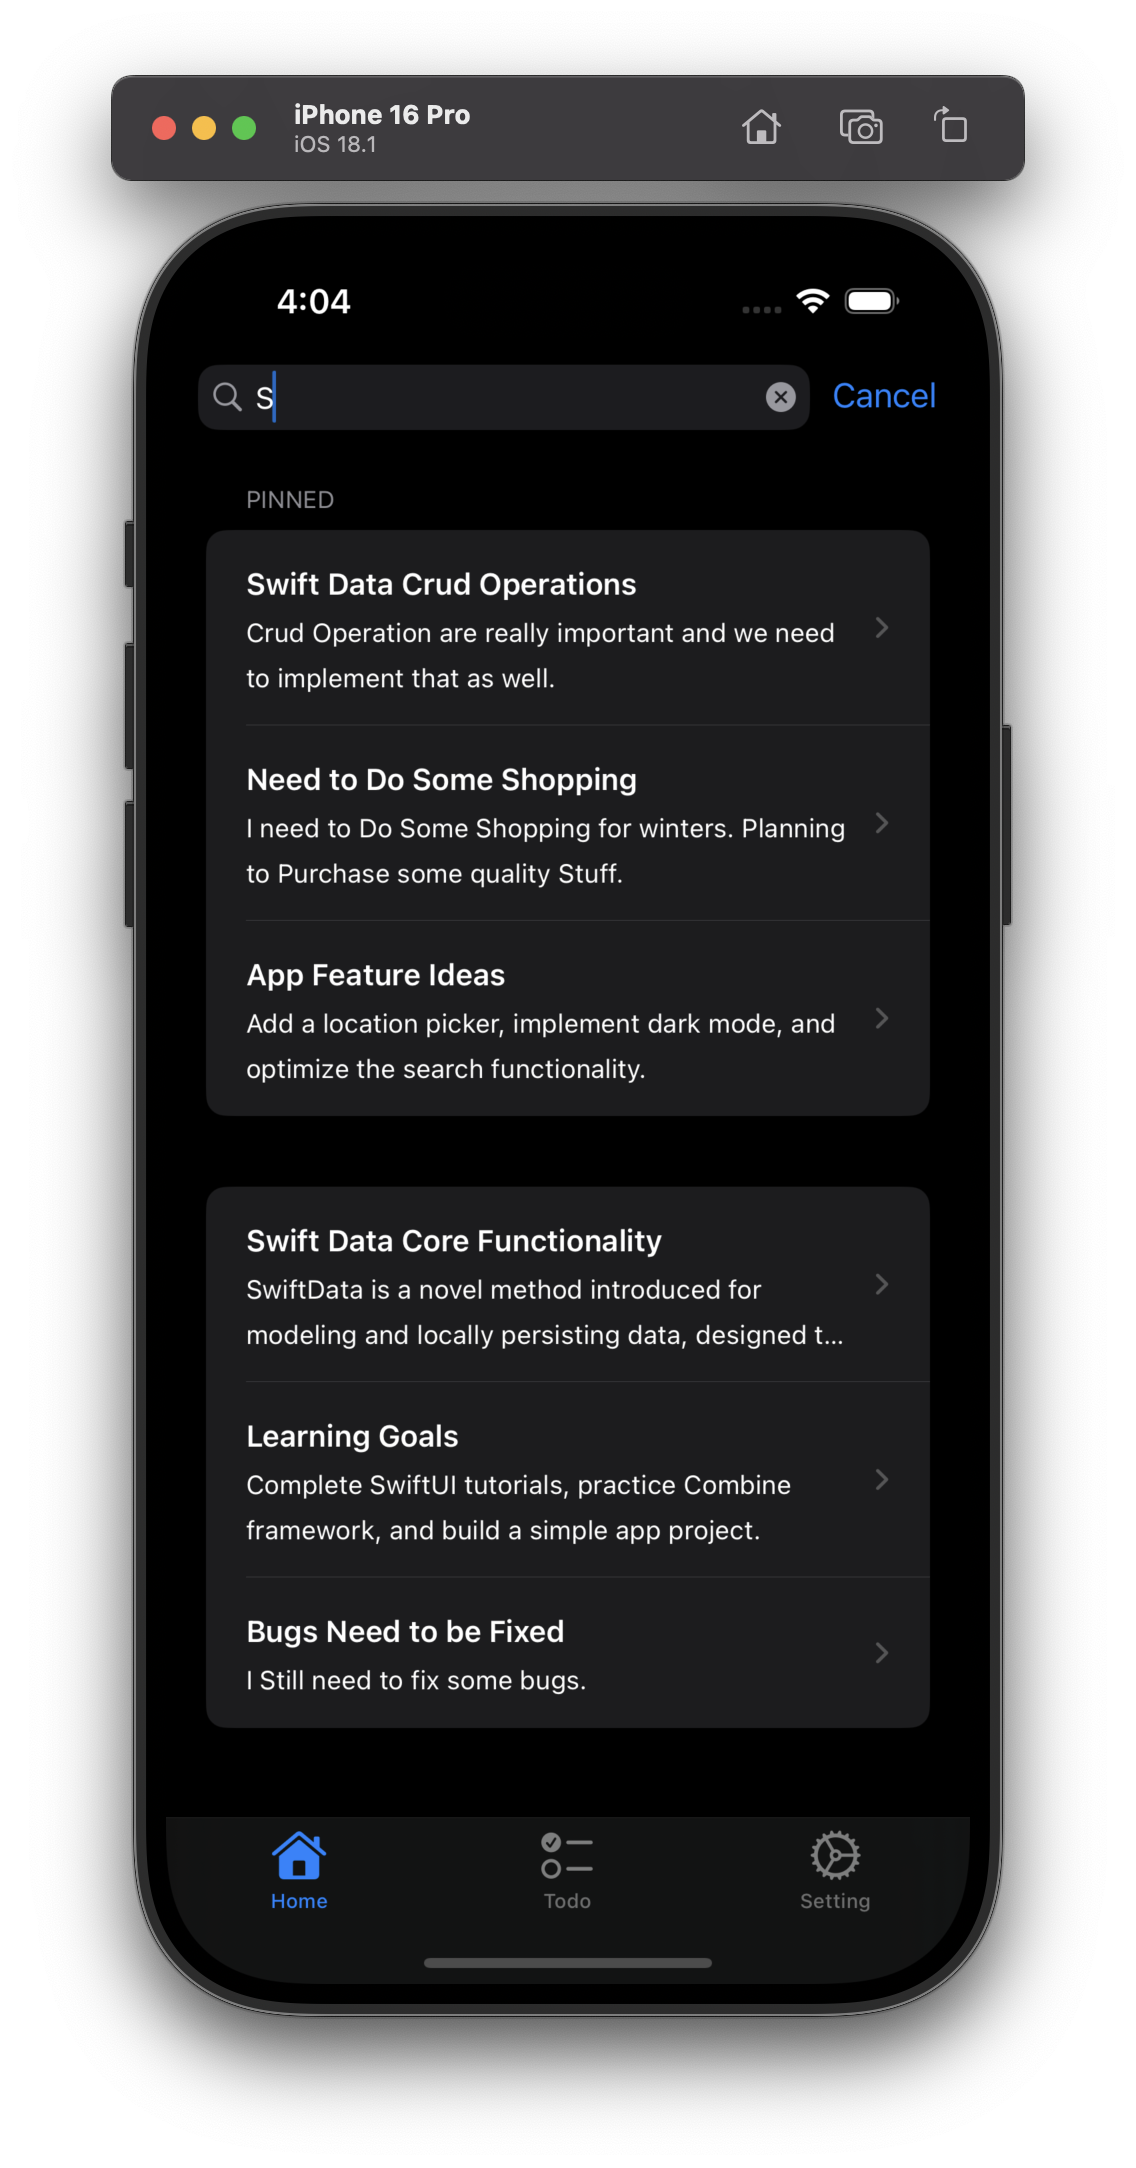 iPhone 16 Pro
iOS 18.1
4:04
S
Cancel
PINNED
Swift Data Crud Operations
Crud Operation are really important and we need
to implement that as well.
Need to Do Some Shopping
I need to Do Some Shopping for winters. Planning
to Purchase some quality Stuff.
App Feature Ideas
Add a location picker, implement dark mode, and
optimize the search functionality.
Swift Data Core Functionality
SwiftData is a novel method introduced for
modeling and locally persisting data, designed t...
Learning Goals
Complete SwiftUI tutorials, practice Combine
framework, and build a simple app project.
Bugs Need to be Fixed
I Still need to fix some bugs.
Home
Todo
Setting